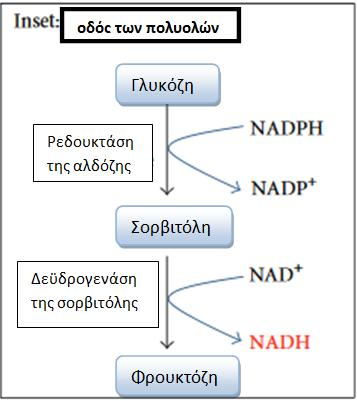 Inset: οδός των πολυολών
Γλυκόζη
Ρεδουκτάση
της αλδόζης
NADPH
NADP⁺
Σορβιτόλη
Δεϋδρογενάση
της σορβιτόλης
NAD⁺
NADH
Φρουκτόζη